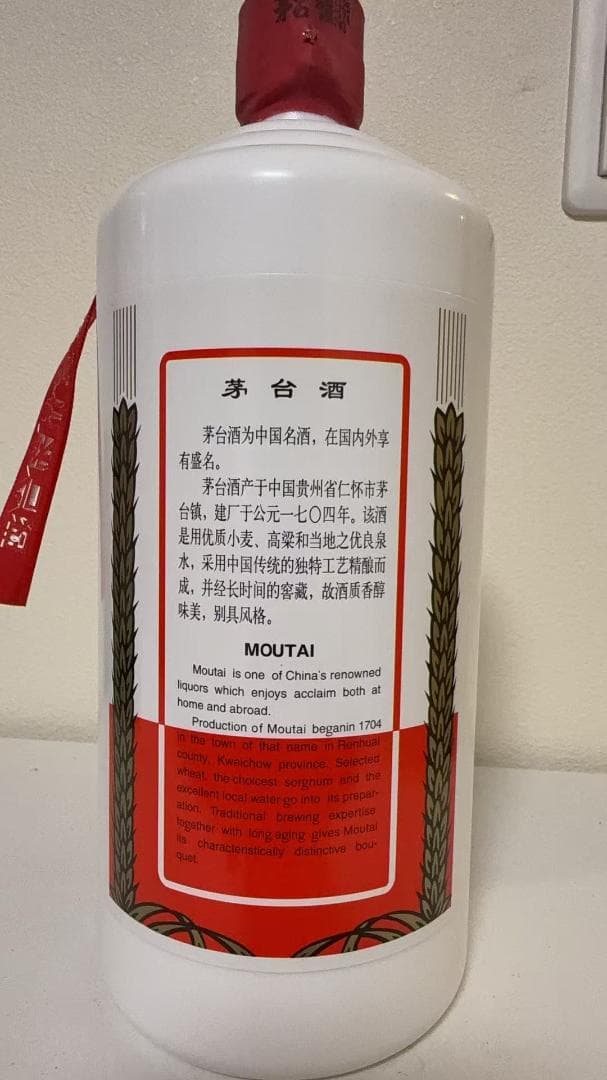 茅台酒
茅台酒为中国名酒，在国内外享
有盛名。
茅台酒产于中国贵州省仁怀市茅
台镇，建厂于公元一七〇四年。该酒
是用优质小麦、高粱和当地之优良泉
水，采用中国传统的独特工艺精酿而
成，并经长时间的窖藏，故酒质香醇
味美，别具风格。
MOUTAI
Moutai is one of China's renowned
liquors which enjoys acclaim both at
home and abroad.
Production of Moutai beganin 1704
in the town of that name in Renhuai
county, Kweichow province. Selected
wheat, the choicest sorgnum and the
excellent local water go into its prepar-
ation. Traditional brewing expertise
together with long aging gives Moutai
its characteristically distinctive bou-
quet.